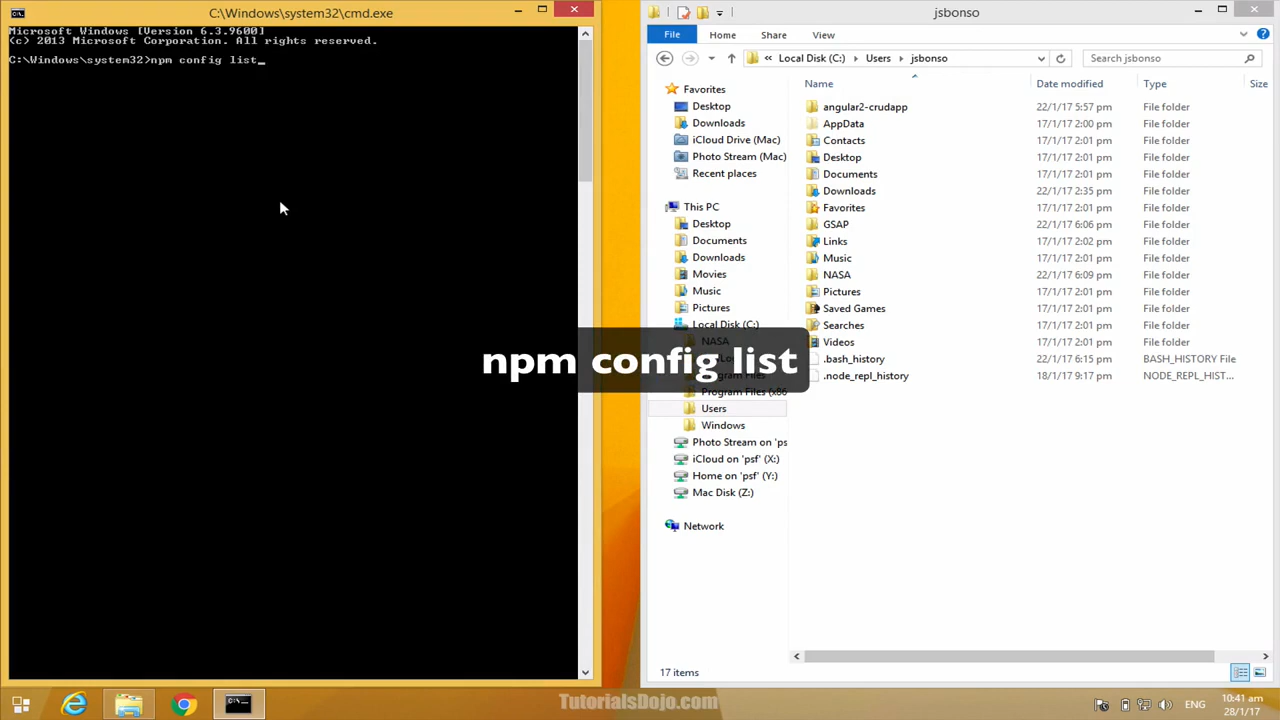 C:\Windows\system32\cmd.exe
Microsoft Windows [Version 6.3.9600]
(c) 2013 Microsoft Corporation. All rights reserved.
C:\Windows\system32>npm config list_
jsbonso
File
Home
Share
View
« Local Disk (C:) Users jsbonso
Search jsbonso
Favorites
Desktop
Downloads
iCloud Drive (Mac)
Photo Stream (Mac)
Recent places
This PC
Desktop
Documents
Downloads
Movies
Music
Pictures
Local Disk (C:)
NASA
Program Files (x86
Users
Windows
Photo Stream on 'ps
iCloud on 'psf' (X:)
Home on 'psf' (Y:)
Mac Disk (Z:)
Network
Name Date modified Type Size
angular2-crudapp 22/1/17 5:57 pm File folder
AppData 17/1/17 2:00 pm File folder
Contacts 17/1/17 2:01 pm File folder
Desktop 17/1/17 2:01 pm File folder
Documents 17/1/17 2:01 pm File folder
Downloads 22/1/17 2:35 pm File folder
Favorites 17/1/17 2:01 pm File folder
GSAP 22/1/17 6:06 pm File folder
Links 17/1/17 2:02 pm File folder
Music 17/1/17 2:01 pm File folder
NASA 22/1/17 6:09 pm File folder
Pictures 17/1/17 2:01 pm File folder
Saved Games 17/1/17 2:01 pm File folder
Searches 17/1/17 2:01 pm File folder
Videos 17/1/17 2:01 pm File folder
.bash_history 22/1/17 6:15 pm BASH_HISTORY File
.node_repl_history 18/1/17 9:17 pm NODE_REPL_HIST...
npm config list
17 items
TutorialsDojo.com
ENG
10:41 am
28/1/17